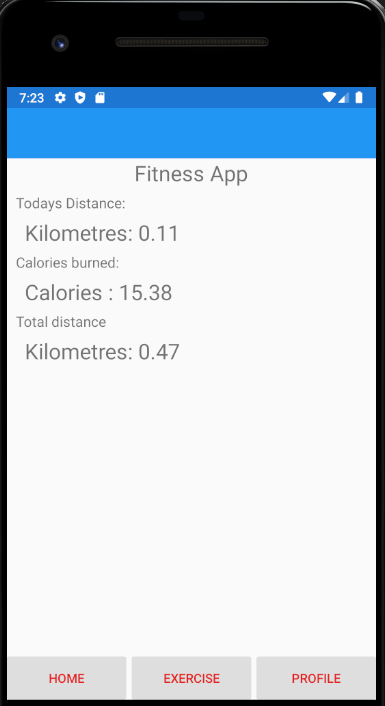 7:23
Fitness App
Todays Distance:
Kilometres: 0.11
Calories burned:
Calories : 15.38
Total distance
Kilometres: 0.47
HOME EXERCISE PROFILE